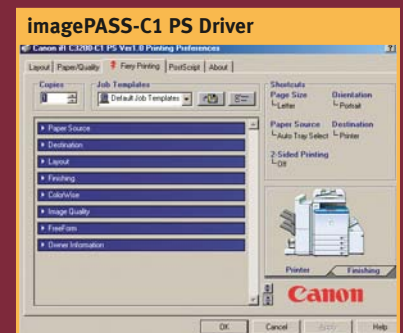 imagePASS-C1 PS Driver
Canon iR C3200-C1 PS Ver1.0 Printing Preferences
Layout Paper/Quality Fiery Printing PostScript About
Copies
1
Job Templates
Default Job Templates
Paper Source
Destination
Layout
Finishing
ColorWise
Image Quality
FreeForm
Owner Information
Shortcuts
Page Size Orientation
Letter Portrait
Paper Source Destination
Auto Tray Select Printer
2-Sided Printing
Off
Printer Finishing
Canon
OK Cancel Apply Help